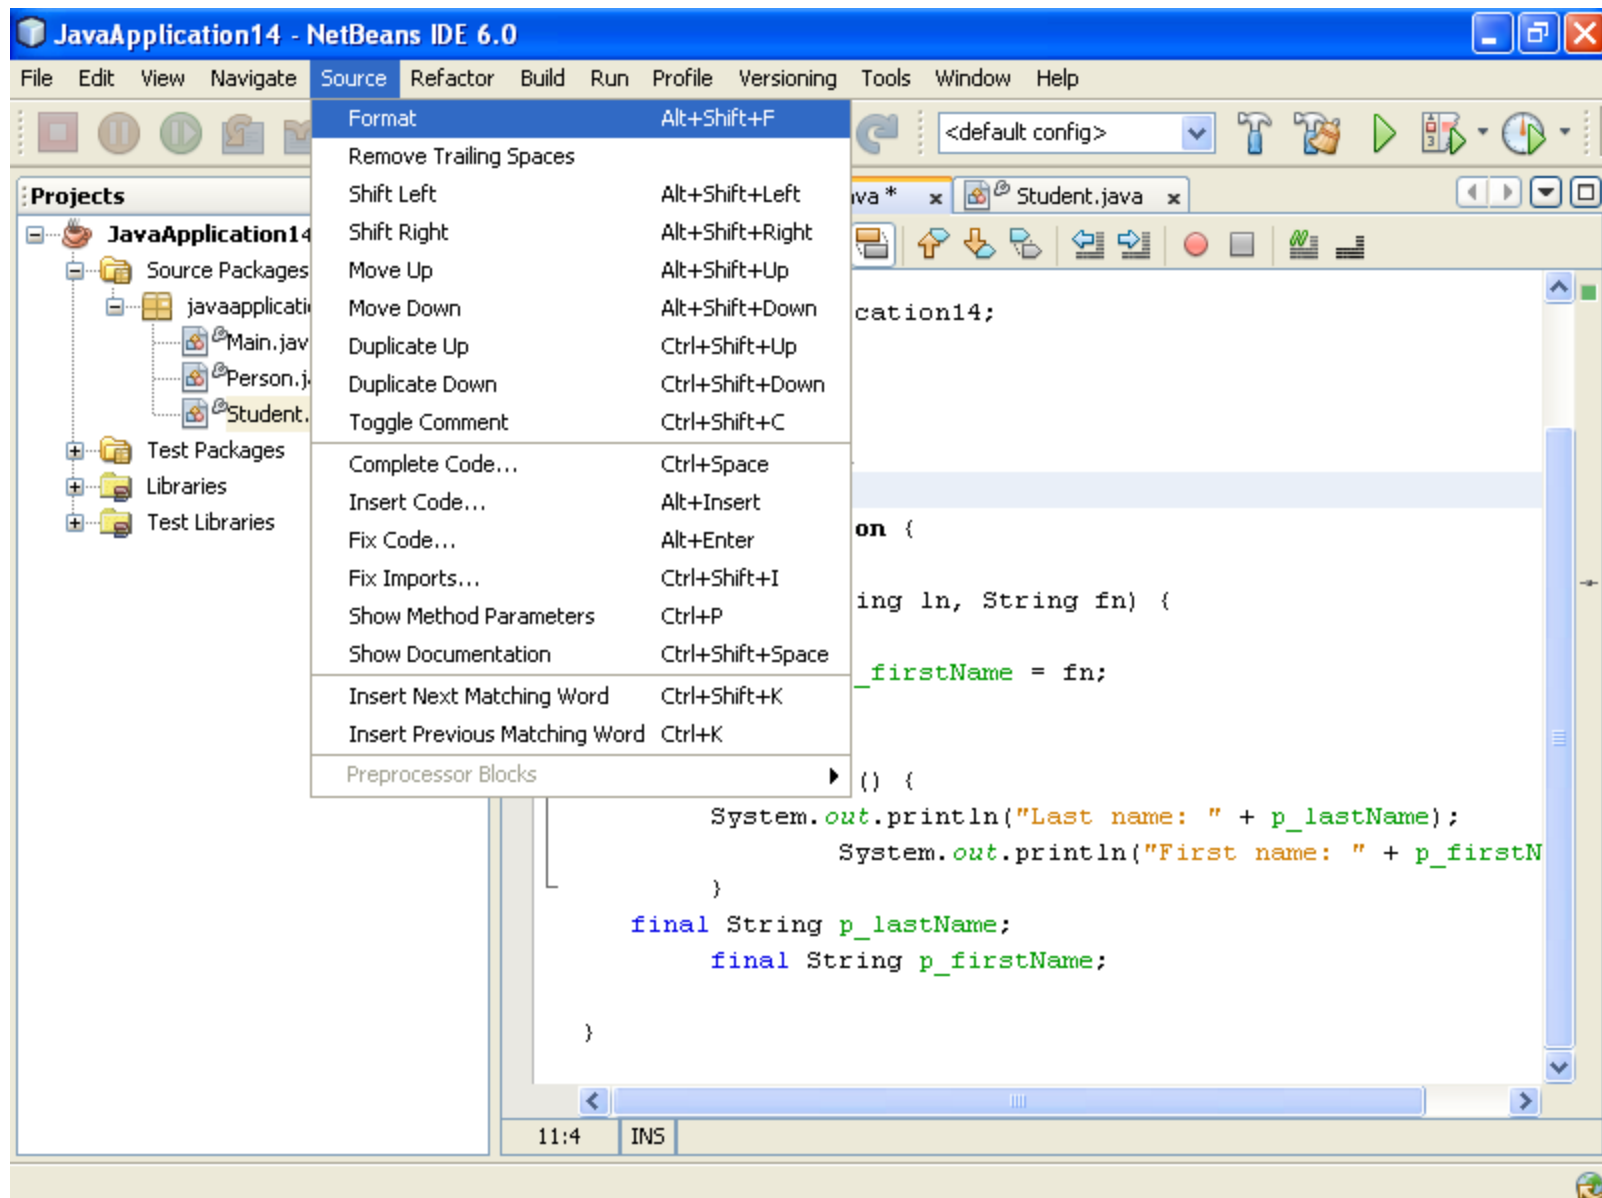 JavaApplication14 - NetBeans IDE 6.0
File Edit View Navigate Source Refactor Build Run Profile Versioning Tools Window Help
<default config>
Format Alt+Shift+F
Remove Trailing Spaces
Shift Left Alt+Shift+Left
Shift Right Alt+Shift+Right
Move Up Alt+Shift+Up
Move Down Alt+Shift+Down
Duplicate Up Ctrl+Shift+Up
Duplicate Down Ctrl+Shift+Down
Toggle Comment Ctrl+Shift+C
Complete Code... Ctrl+Space
Insert Code... Alt+Insert
Fix Code... Alt+Enter
Fix Imports... Ctrl+Shift+I
Show Method Parameters Ctrl+P
Show Documentation Ctrl+Shift+Space
Insert Next Matching Word Ctrl+Shift+K
Insert Previous Matching Word Ctrl+K
Preprocessor Blocks
Projects
JavaApplication14
Source Packages
javaapplicati
Main.jav
Person.j
Student.
Test Packages
Libraries
Test Libraries
va * Student.java
cation14;
on {
ing ln, String fn) {
_firstName = fn;
() {
System.out.println("Last name: " + p_lastName);
System.out.println("First name: " + p_firstN
}
final String p_lastName;
final String p_firstName;
}
11:4 INS